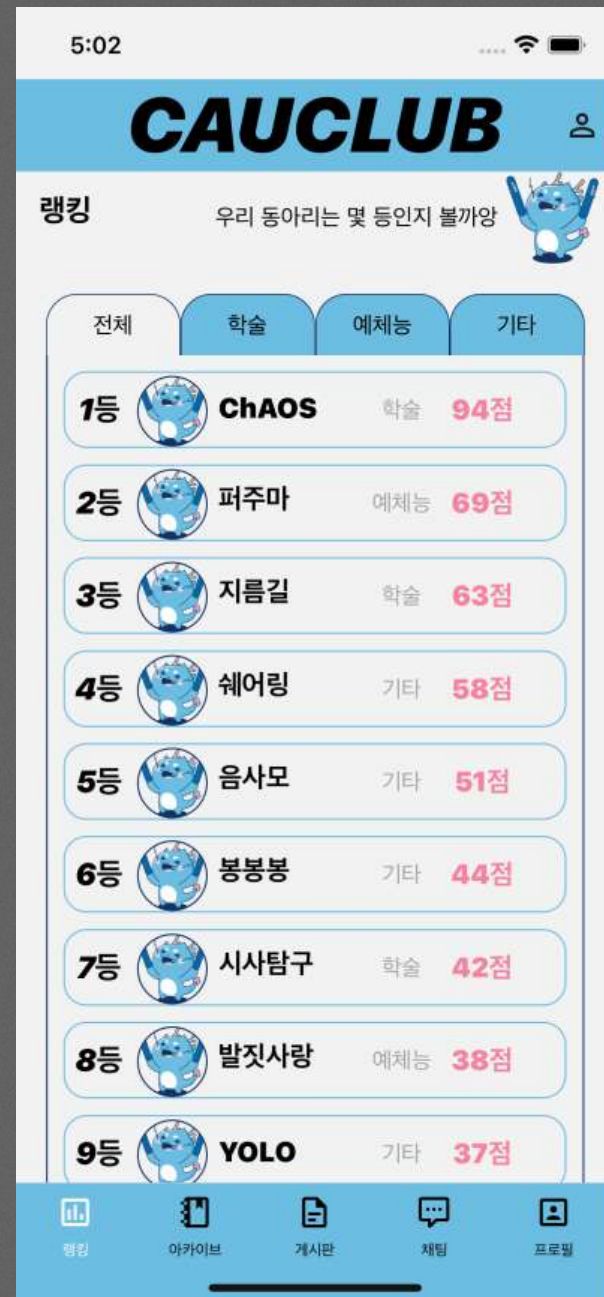 5:02
CAUCLUB
랭킹 우리 동아리는 몇 등인지 볼까앙
전체 학술 예체능 기타
1등 ChAOS 학술 94점
2등 퍼주마 예체능 69점
3등 지름길 학술 63점
4등 쉐어링 기타 58점
5등 음사모 기타 51점
6등 봉봉봉 기타 44점
7등 시사탐구 학술 42점
8등 발짓사랑 예체능 38점
9등 YOLO 기타 37점
랭킹 아카이브 게시판 채팅 프로필